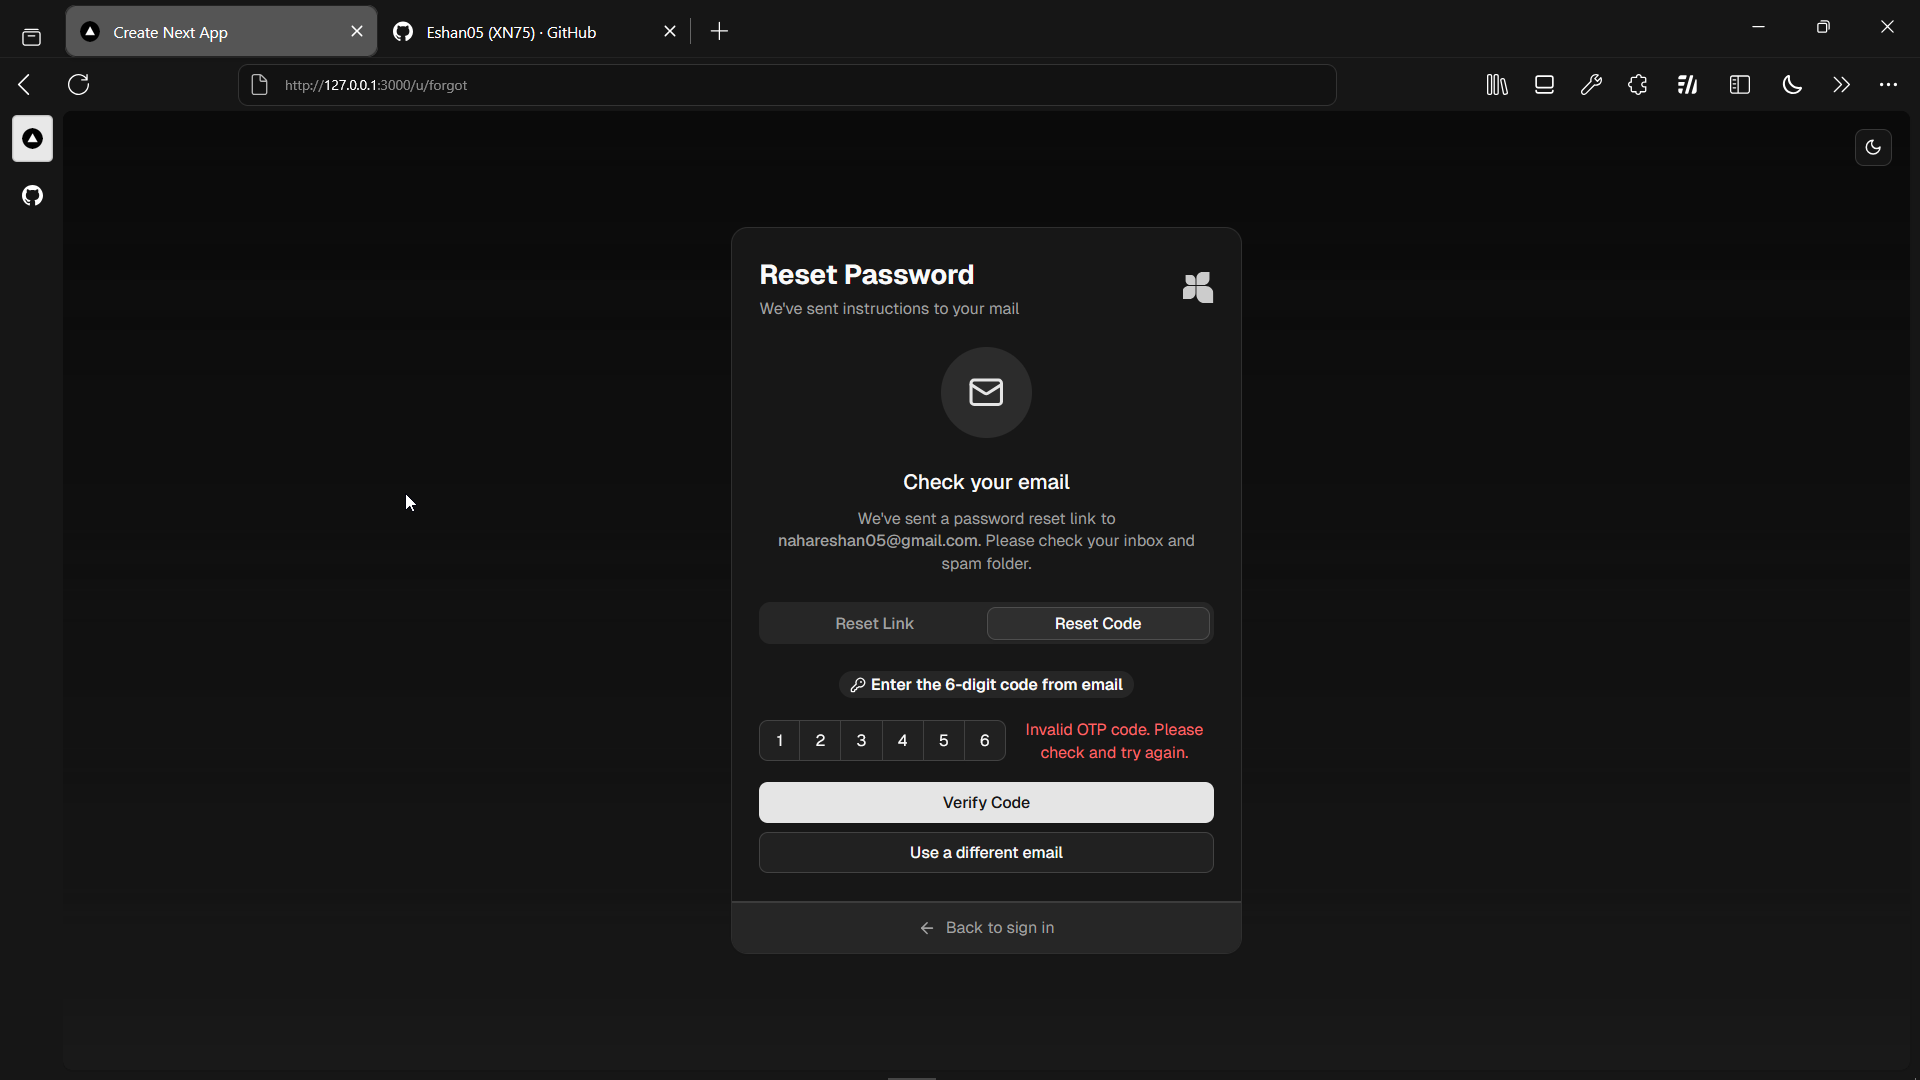 Create Next App
Eshan05 (XN75) · GitHub
http://127.0.0.1:3000/u/forgot
Reset Password
We've sent instructions to your mail
Check your email
We've sent a password reset link to
nahareshan05@gmail.com. Please check your inbox and
spam folder.
Reset Link
Reset Code
Enter the 6-digit code from email
1 2 3 4 5 6
Invalid OTP code. Please
check and try again.
Verify Code
Use a different email
← Back to sign in